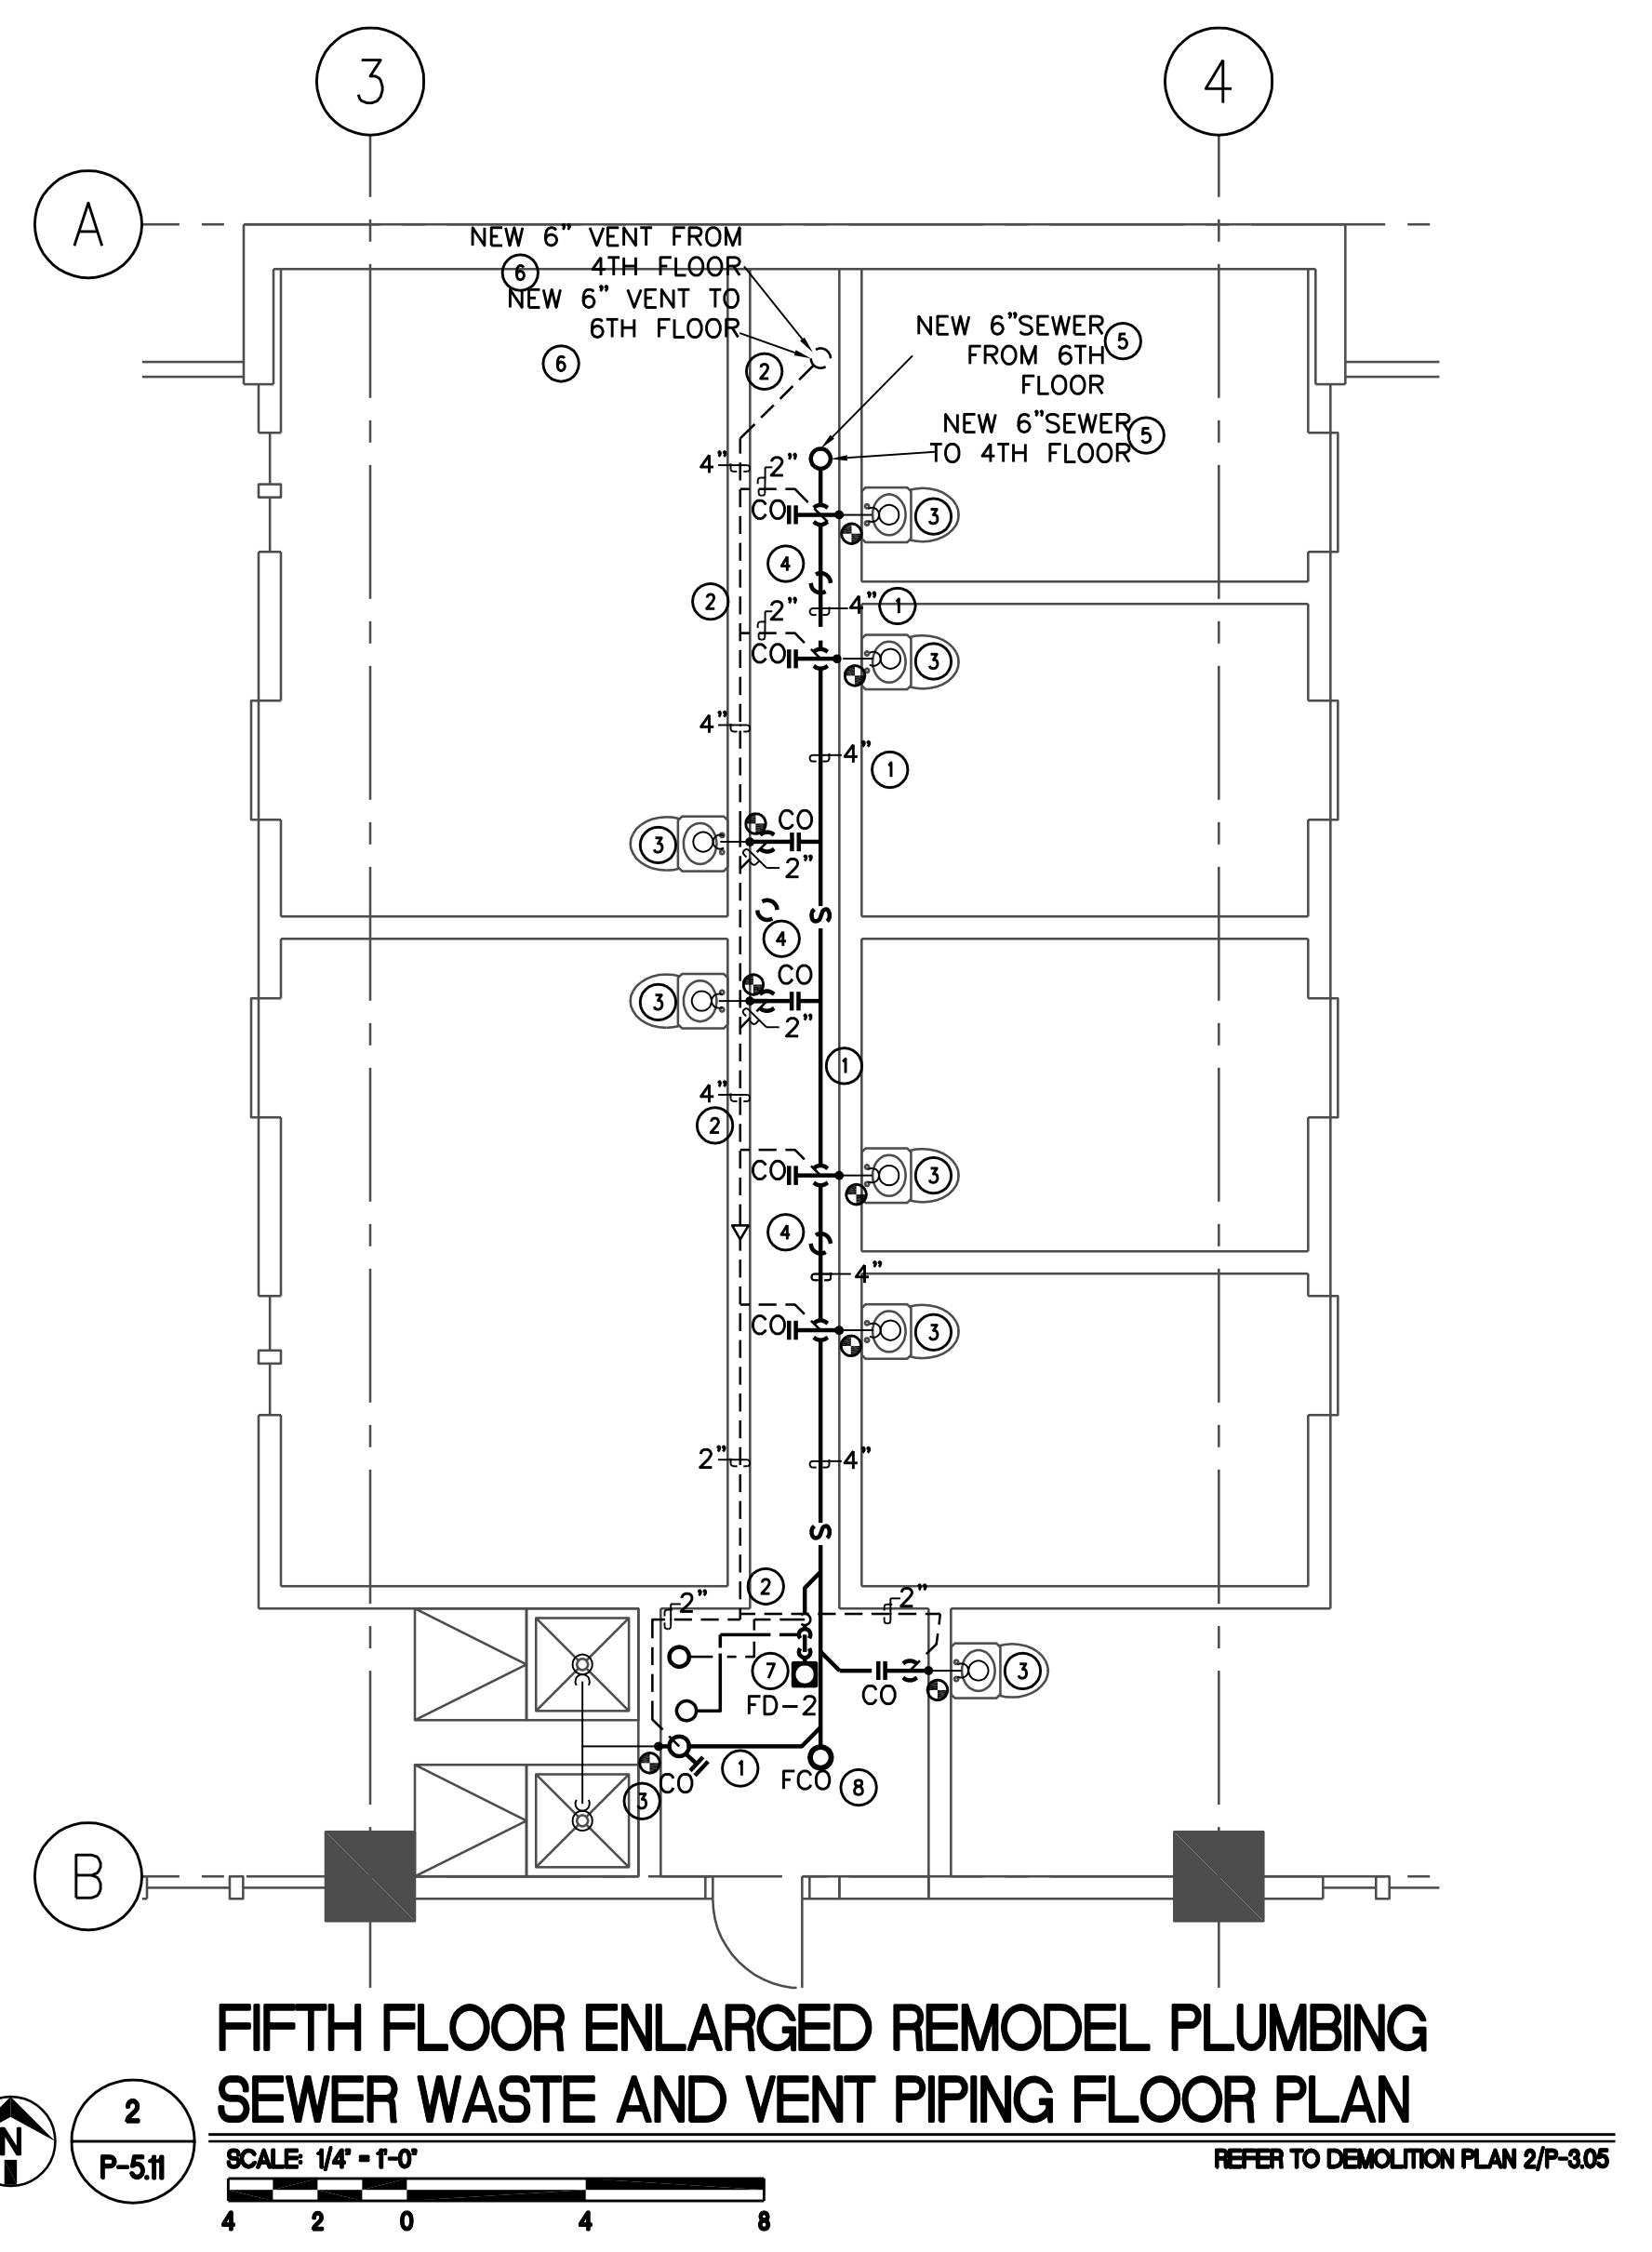 3
4
A
NEW 6" VENT FROM
4TH FLOOR
6
NEW 6" VENT TO
6TH FLOOR
6
2
NEW 6"SEWER
FROM 6TH
FLOOR
5
NEW 6"SEWER
TO 4TH FLOOR
5
4"
2"
CO
3
4
2
2"
4"
1
CO
3
4"
4"
1
CO
3
2"
S
4
CO
3
2"
1
4"
2
CO
3
4
4"
CO
3
2"
4"
S
2
2"
2"
7
FD-2
3
CO
CO
3
1
FCO
8
B
FIFTH FLOOR ENLARGED REMODEL PLUMBING
SEWER WASTE AND VENT PIPING FLOOR PLAN
N
2
P-5.11
SCALE: 1/4" = 1'-0"
REFER TO DEMOLITION PLAN 2/P-3.05
4 2 0 4 8